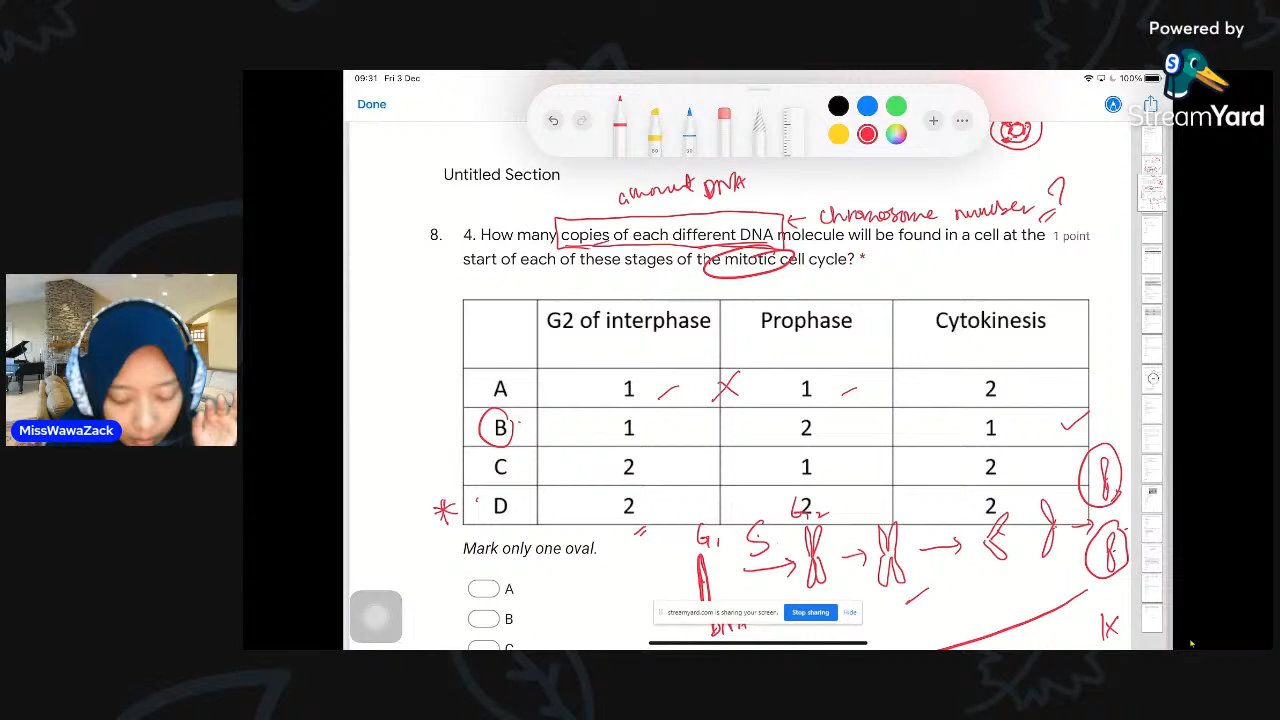 Powered by
StreamYard
09:31 Fri 3 Dec
100%
Done
Untitled Section
amount DNA
← chromosome number?
8. 4. How many copies of each different DNA molecule will be found in a cell at the 1 point
start of each of these stages of the mitotic cell cycle? *
G2 of interphase Prophase Cytokinesis
A 1 1 2
B 1 2 1
C 2 1 2
* D 2 2 2
Mark only one oval.
G1 S G2
A
B
C
streamyard.com is sharing your screen. Stop sharing Hide
DNA
1x
MissWawaZack